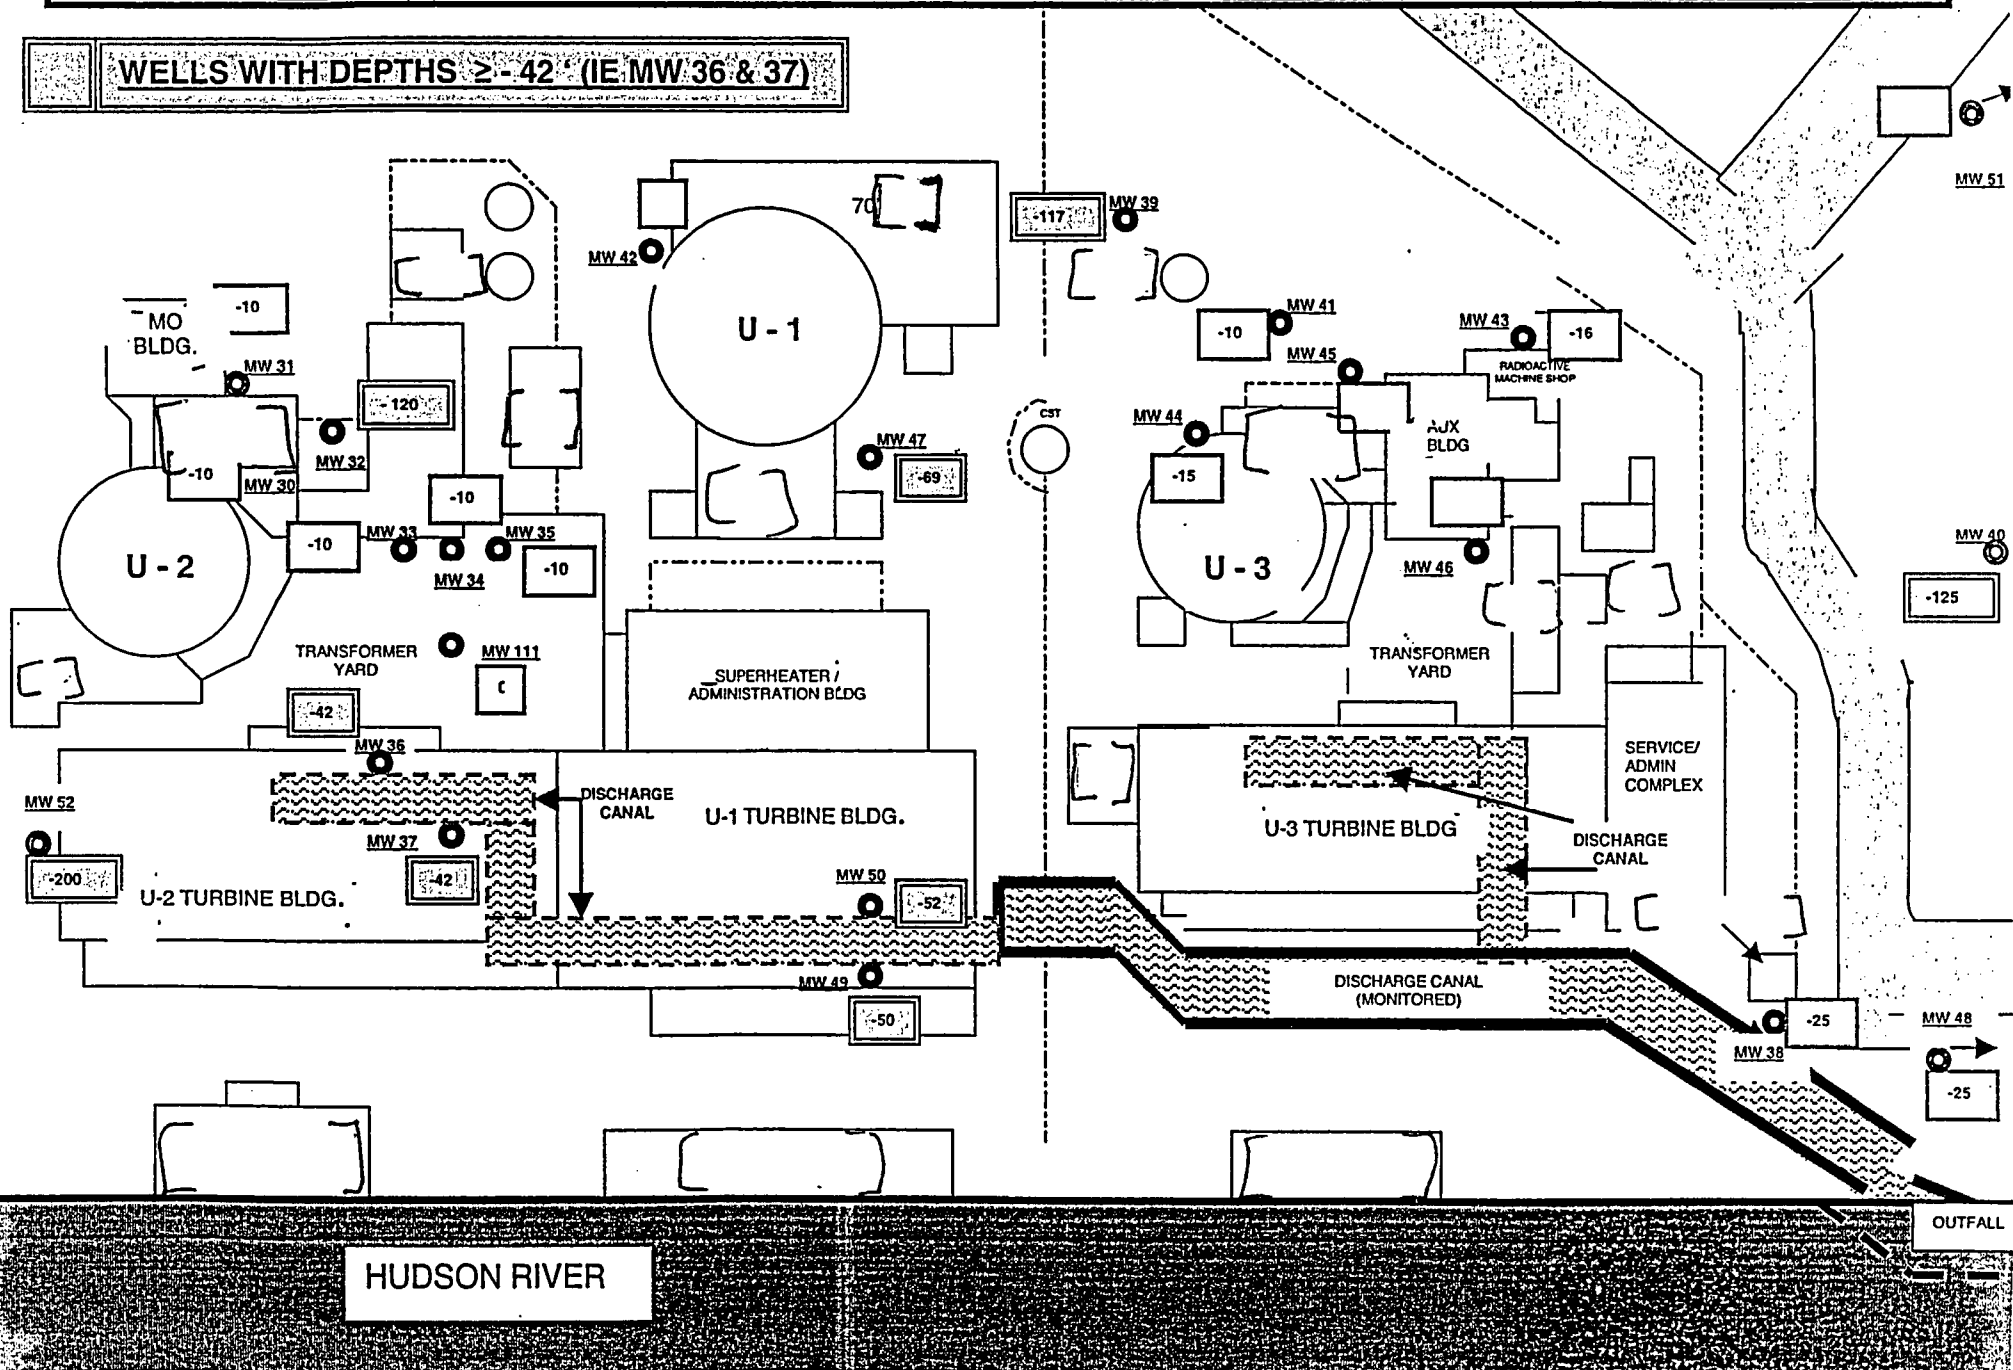 WELLS WITH DEPTHS ≥ - 42 ' (IE MW 36 & 37)
MW 51
70
-117
MW 39
MW 42
-10
MO
BLDG.
U - 1
MW 41
-10
MW 43
-16
MW 45
RADIOACTIVE
MACHINE SHOP
MW 31
- 120
CST
MW 44
AUX
BLDG
MW 32
MW 47
-69
-10
MW 30
-15
-10
-10
MW 33
MW 35
MW 34
-10
U - 2
U - 3
MW 46
MW 40
-125
TRANSFORMER
YARD
MW 111
C
SUPERHEATER /
ADMINISTRATION BLDG
TRANSFORMER
YARD
-42
MW 36
SERVICE/
ADMIN
COMPLEX
MW 52
DISCHARGE
CANAL
U-1 TURBINE BLDG.
U-3 TURBINE BLDG
DISCHARGE
CANAL
MW 37
-42
-200
U-2 TURBINE BLDG.
MW 50
-52
MW 49
-50
DISCHARGE CANAL
(MONITORED)
-25
MW 38
MW 48
-25
OUTFALL
HUDSON RIVER